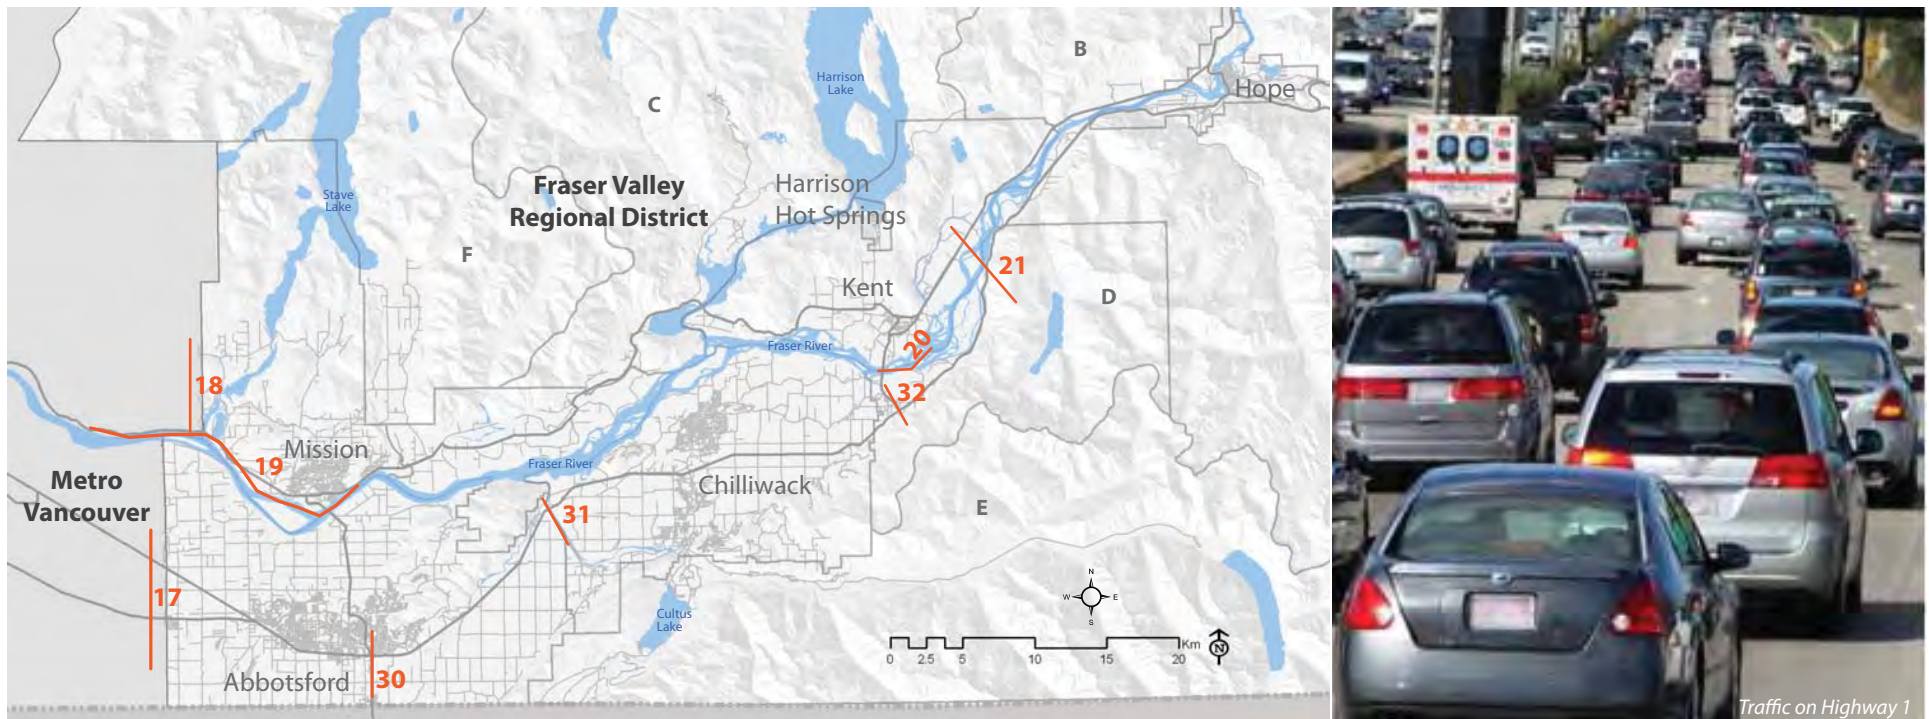 B
Hope
Harrison
Lake
C
Stave
Lake
Fraser Valley
Regional District
Harrison
Hot Springs
F
21
Kent
D
20
Fraser River
32
18
Mission
19
Fraser River
Metro
Vancouver
Chilliwack
31
E
17
Cultus
Lake
N
W
E
S
Km
0
2.5
5
10
15
20
N
Abbotsford
30
Traffic on Highway 1